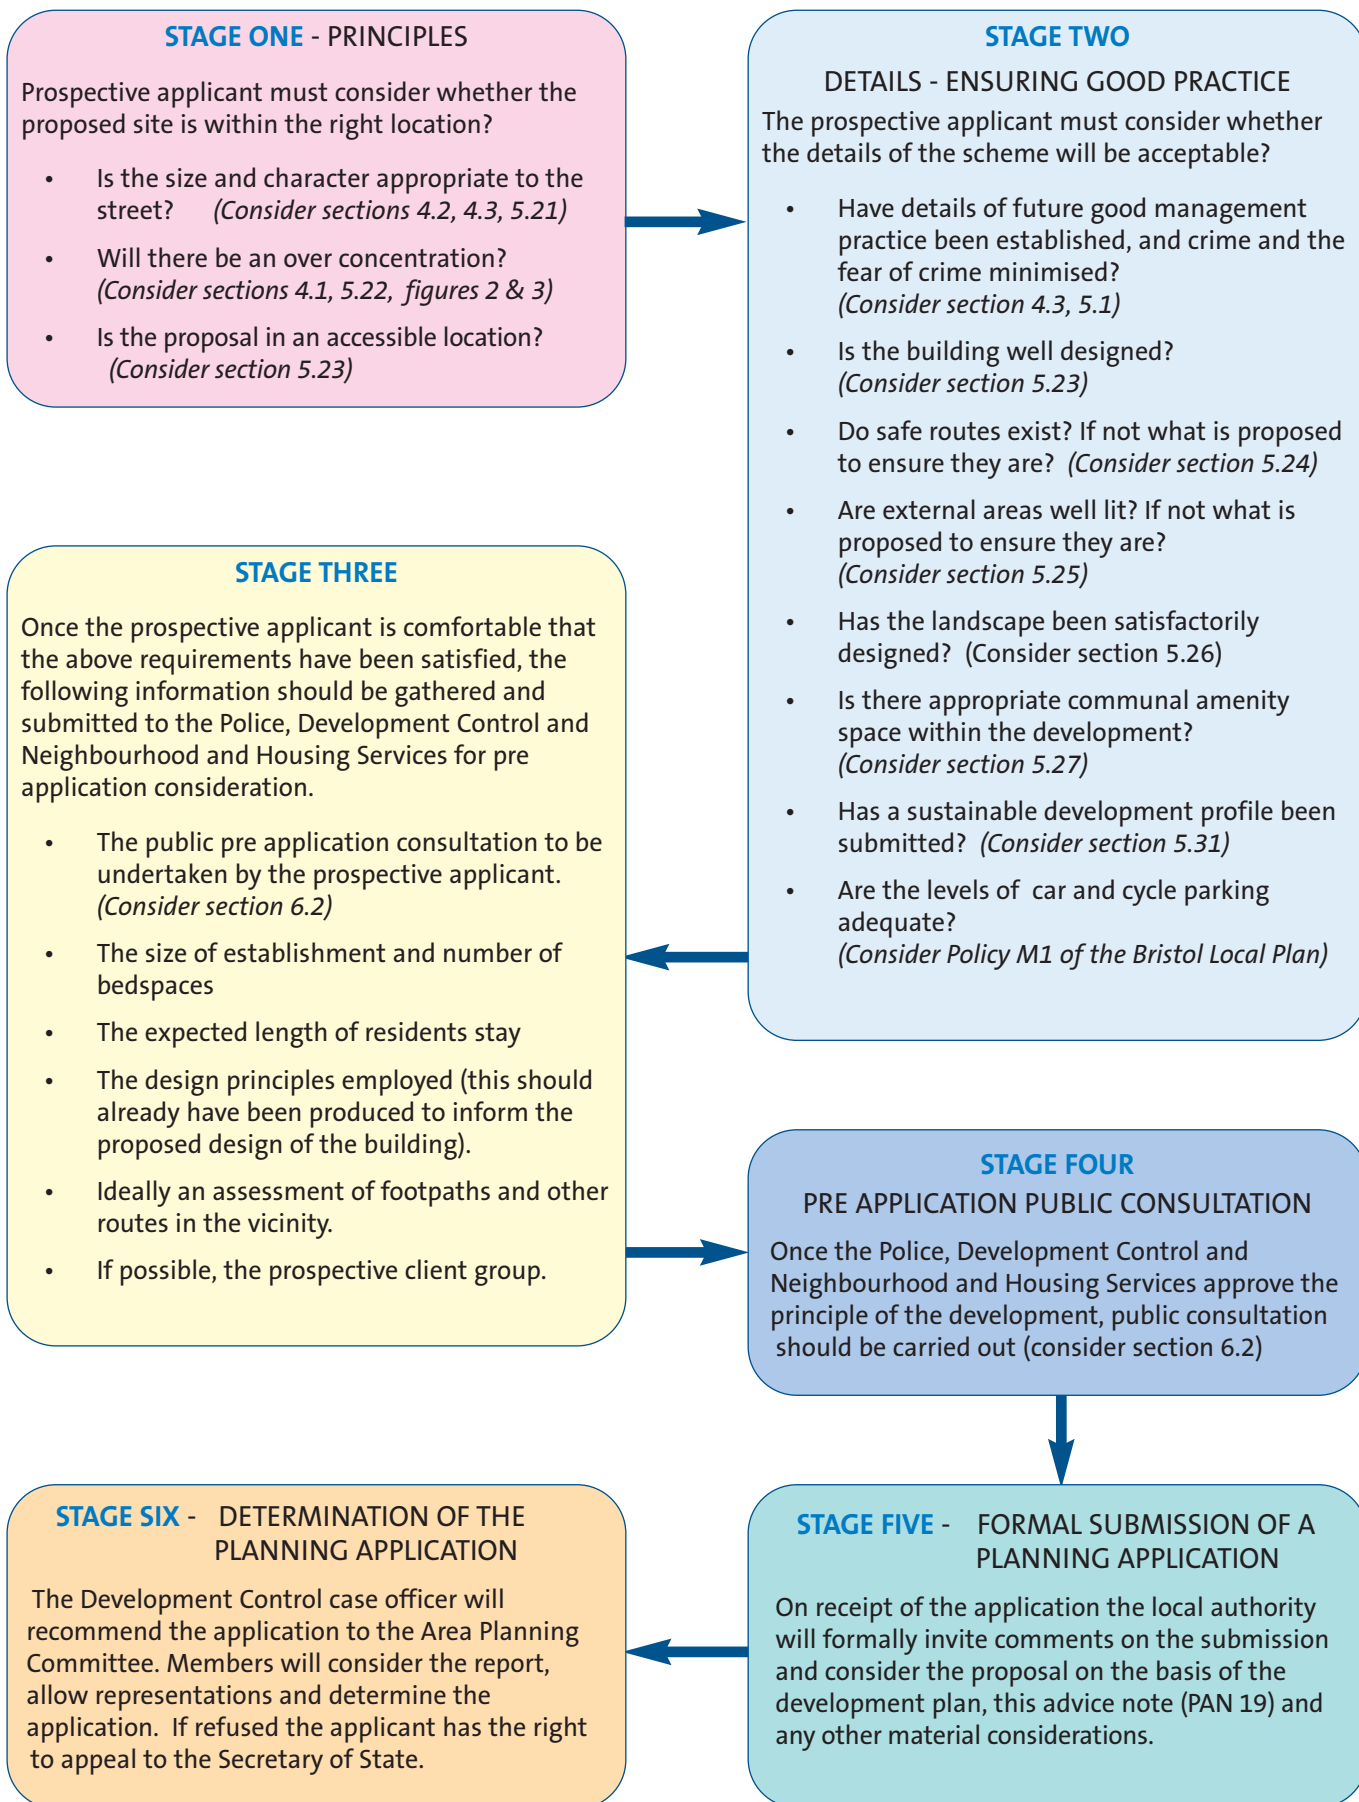 STAGE ONE - PRINCIPLES
Prospective applicant must consider whether the
proposed site is within the right location?
• Is the size and character appropriate to the
street? (Consider sections 4.2, 4.3, 5.21)
• Will there be an over concentration?
(Consider sections 4.1, 5.22, figures 2 & 3)
• Is the proposal in an accessible location?
(Consider section 5.23)
STAGE TWO
DETAILS - ENSURING GOOD PRACTICE
The prospective applicant must consider whether
the details of the scheme will be acceptable?
• Have details of future good management
practice been established, and crime and the
fear of crime minimised?
(Consider section 4.3, 5.1)
• Is the building well designed?
(Consider section 5.23)
• Do safe routes exist? If not what is proposed
to ensure they are? (Consider section 5.24)
• Are external areas well lit? If not what is
proposed to ensure they are?
(Consider section 5.25)
• Has the landscape been satisfactorily
designed? (Consider section 5.26)
• Is there appropriate communal amenity
space within the development?
(Consider section 5.27)
• Has a sustainable development profile been
submitted? (Consider section 5.31)
• Are the levels of car and cycle parking
adequate?
(Consider Policy M1 of the Bristol Local Plan)
STAGE THREE
Once the prospective applicant is comfortable that
the above requirements have been satisfied, the
following information should be gathered and
submitted to the Police, Development Control and
Neighbourhood and Housing Services for pre
application consideration.
• The public pre application consultation to be
undertaken by the prospective applicant.
(Consider section 6.2)
• The size of establishment and number of
bedspaces
• The expected length of residents stay
• The design principles employed (this should
already have been produced to inform the
proposed design of the building).
• Ideally an assessment of footpaths and other
routes in the vicinity.
• If possible, the prospective client group.
STAGE FOUR
PRE APPLICATION PUBLIC CONSULTATION
Once the Police, Development Control and
Neighbourhood and Housing Services approve the
principle of the development, public consultation
should be carried out (consider section 6.2)
STAGE FIVE - FORMAL SUBMISSION OF A
PLANNING APPLICATION
On receipt of the application the local authority
will formally invite comments on the submission
and consider the proposal on the basis of the
development plan, this advice note (PAN 19) and
any other material considerations.
STAGE SIX - DETERMINATION OF THE
PLANNING APPLICATION
The Development Control case officer will
recommend the application to the Area Planning
Committee. Members will consider the report,
allow representations and determine the
application. If refused the applicant has the right
to appeal to the Secretary of State.